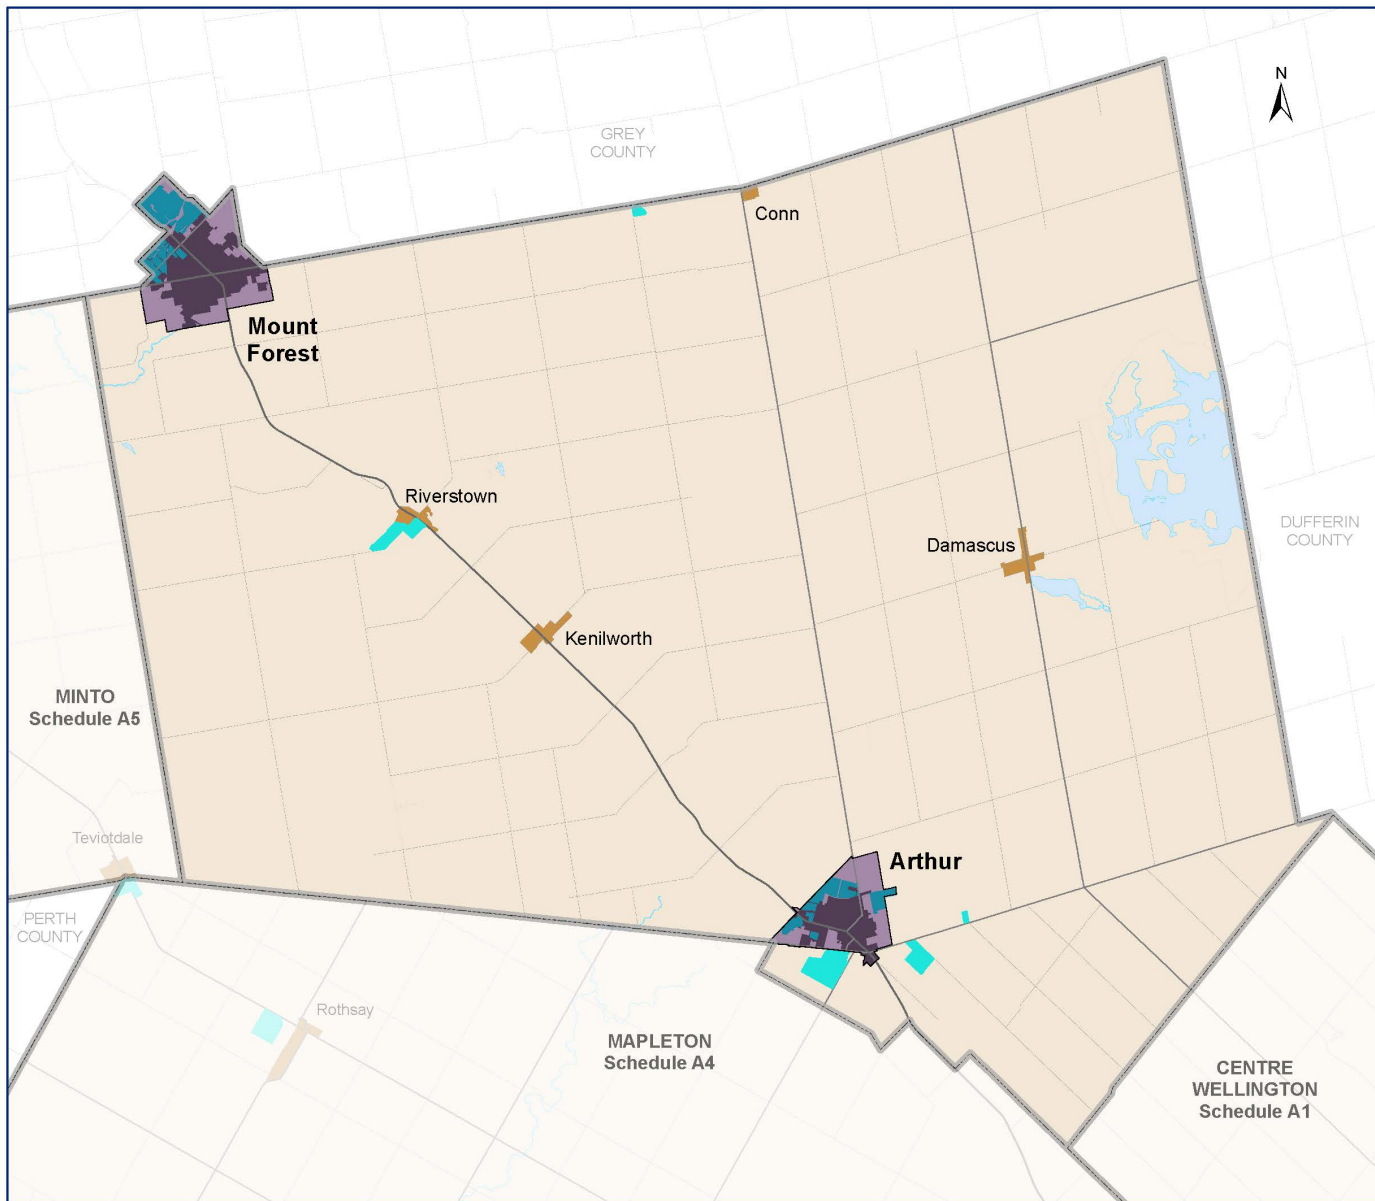 N
GREY
COUNTY
Conn
Mount
Forest
Riverstown
DUFFERIN
COUNTY
Damascus
Kenilworth
MINTO
Schedule A5
Teviotdale
Arthur
PERTH
COUNTY
Rothsay
MAPLETON
Schedule A4
CENTRE
WELLINGTON
Schedule A1